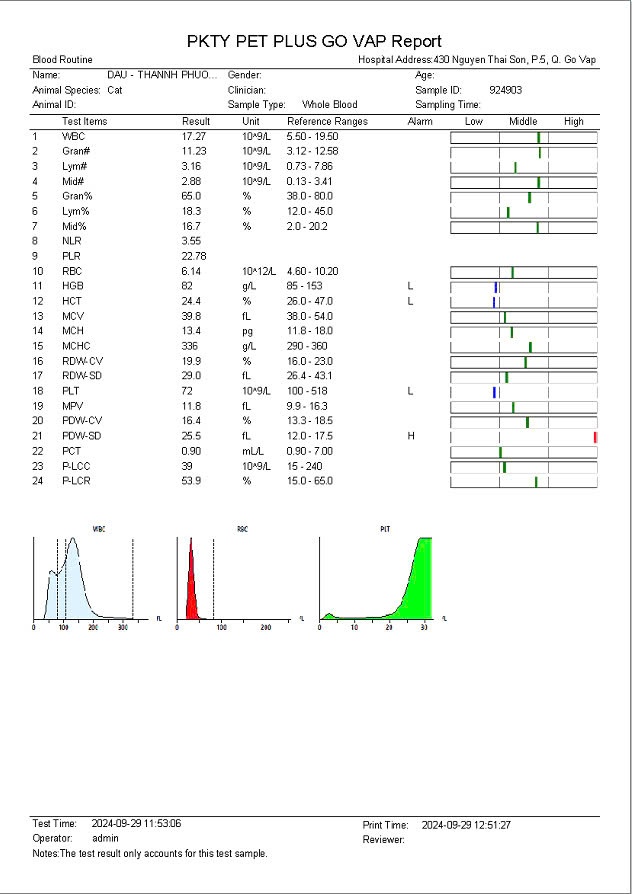 PKTY PET PLUS GO VAP Report
Blood Routine Hospital Address:430 Nguyen Thai Son, P.5, Q. Go Vap
Name: DAU - THANNH PHUO... Gender: Age:
Animal Species: Cat Clinician: Sample ID: 924903
Animal ID: Sample Type: Whole Blood Sampling Time:
Test Items Result Unit Reference Ranges Alarm Low Middle High
1 WBC 17.27 10^9/L 5.50 - 19.50
2 Gran# 11.23 10^9/L 3.12 - 12.58
3 Lym# 3.16 10^9/L 0.73 - 7.86
4 Mid# 2.88 10^9/L 0.13 - 3.41
5 Gran% 65.0 % 38.0 - 80.0
6 Lym% 18.3 % 12.0 - 45.0
7 Mid% 16.7 % 2.0 - 20.2
8 NLR 3.55
9 PLR 22.78
10 RBC 6.14 10^12/L 4.60 - 10.20
11 HGB 82 g/L 85 - 153 L
12 HCT 24.4 % 26.0 - 47.0 L
13 MCV 39.8 fL 38.0 - 54.0
14 MCH 13.4 pg 11.8 - 18.0
15 MCHC 336 g/L 290 - 360
16 RDW-CV 19.9 % 16.0 - 23.0
17 RDW-SD 29.0 fL 26.4 - 43.1
18 PLT 72 10^9/L 100 - 518 L
19 MPV 11.8 fL 9.9 - 16.3
20 PDW-CV 16.4 % 13.3 - 18.5
21 PDW-SD 25.5 fL 12.0 - 17.5 H
22 PCT 0.90 mL/L 0.90 - 7.00
23 P-LCC 39 10^9/L 15 - 240
24 P-LCR 53.9 % 15.0 - 65.0
WBC RBC PLT
0 100 200 300 fL 0 100 200 fL 0 10 20 30 fL
Test Time: 2024-09-29 11:53:06 Print Time: 2024-09-29 12:51:27
Operator: admin Reviewer:
Notes:The test result only accounts for this test sample.